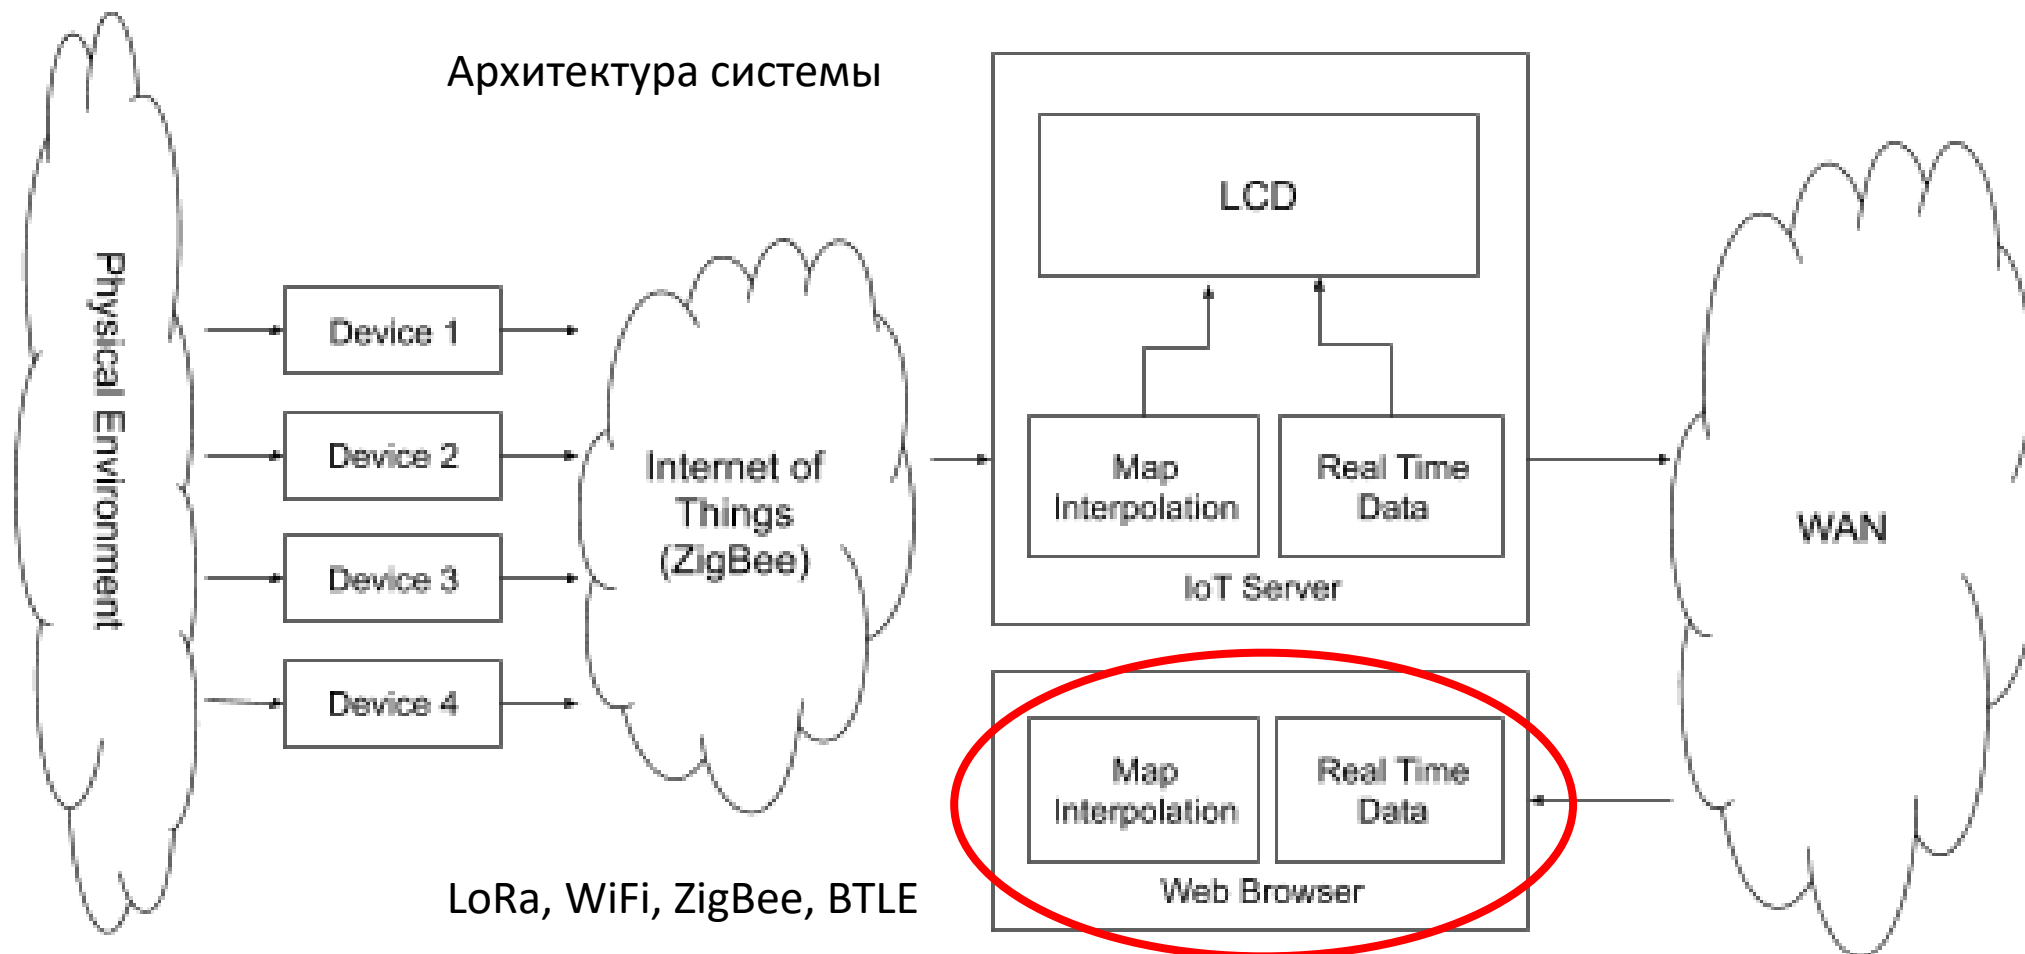 Архитектура системы
Physical Environment
Device 1
Device 2
Device 3
Device 4
Internet of
Things
(ZigBee)
LCD
Map
Interpolation
Real Time
Data
IoT Server
WAN
Map
Interpolation
Real Time
Data
Web Browser
LoRa, WiFi, ZigBee, BTLE